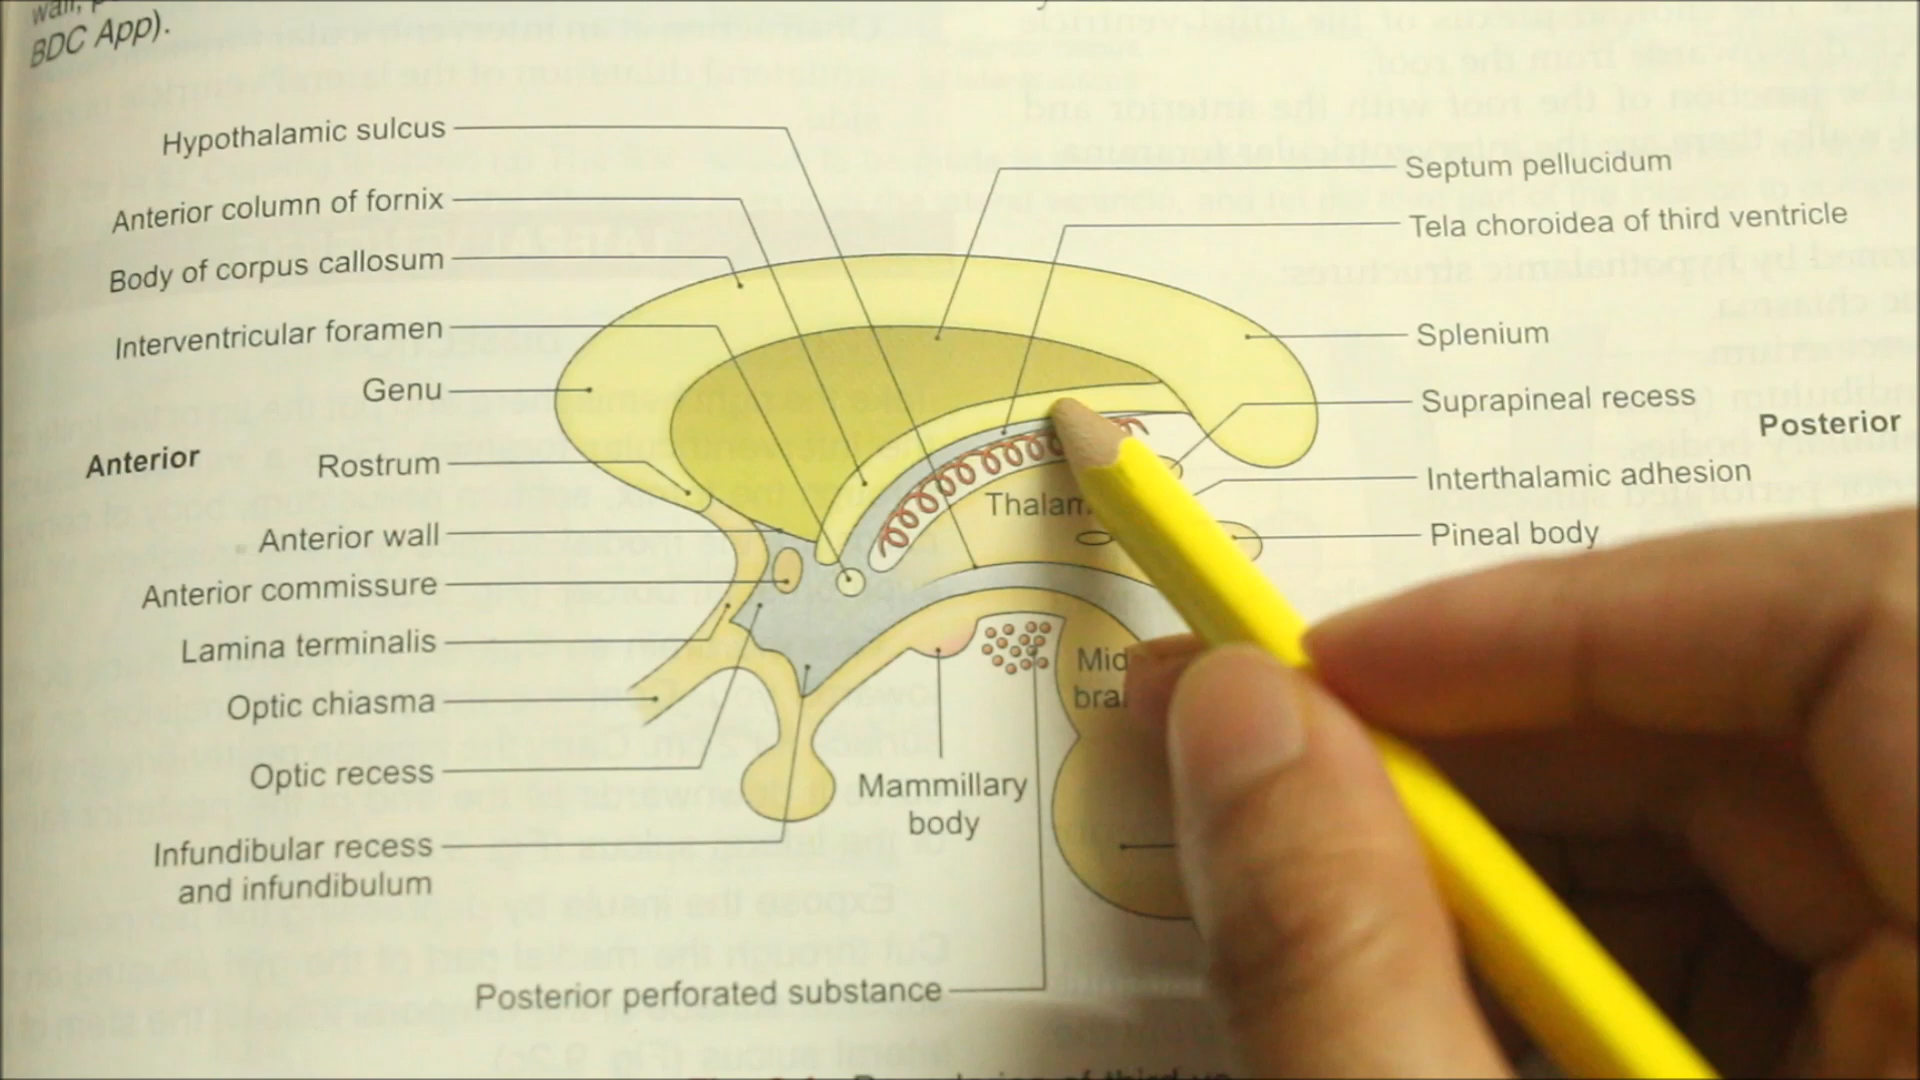 wall,
BDC App).
Hypothalamic sulcus
Anterior column of fornix
Body of corpus callosum
Interventricular foramen
Genu
Anterior
Rostrum
Anterior wall
Anterior commissure
Lamina terminalis
Optic chiasma
Optic recess
Infundibular recess
and infundibulum
Septum pellucidum
Tela choroidea of third ventricle
Splenium
Suprapineal recess
Posterior
Interthalamic adhesion
Pineal body
Thalam
Mid
brai
Mammillary
body
Posterior perforated substance